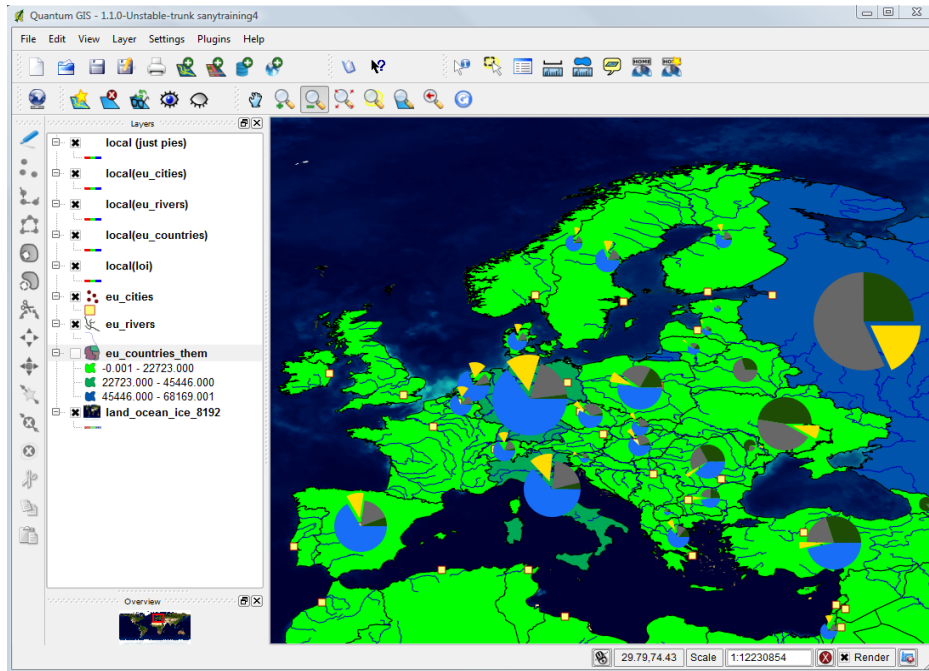 Quantum GIS - 1.1.0-Unstable-trunk sanytraining4
File Edit View Layer Settings Plugins Help
HOME HOME
Layers
local (just pies)
local(eu_cities)
local(eu_rivers)
local(eu_countries)
local(loi)
eu_cities
eu_rivers
eu_countries_them
-0.001 - 22723.000
22723.000 - 45446.000
45446.000 - 68169.001
land_ocean_ice_8192
Overview
29.79,74.43 Scale 1:12230854 Render